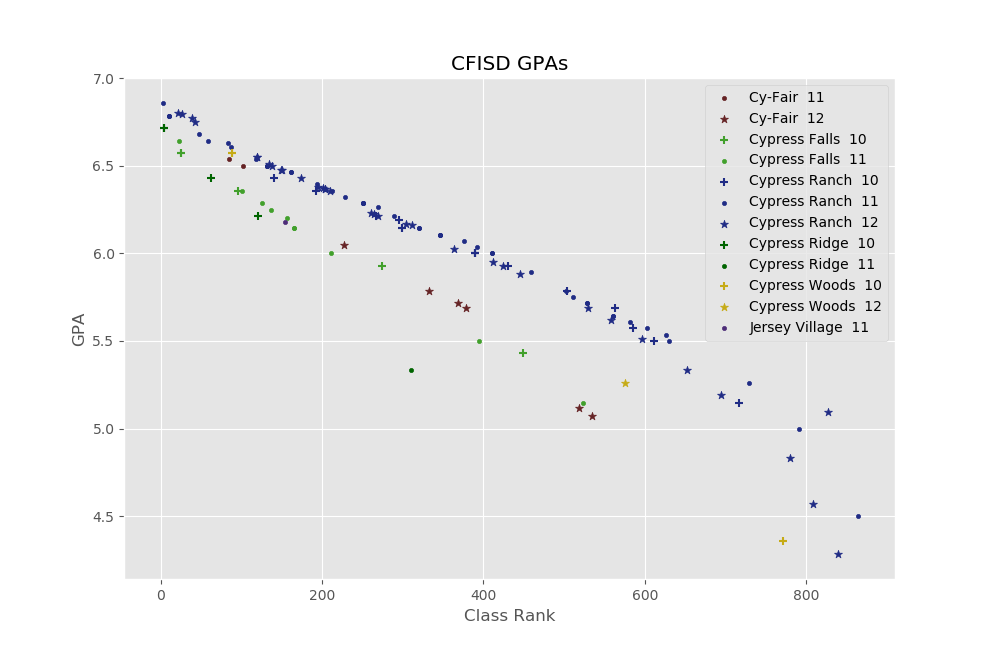 CFISD GPAs
7.0
6.5
6.0
5.5
5.0
4.5
GPA
0 200 400 600 800
Class Rank
Cy-Fair 11
Cy-Fair 12
Cypress Falls 10
Cypress Falls 11
Cypress Ranch 10
Cypress Ranch 11
Cypress Ranch 12
Cypress Ridge 10
Cypress Ridge 11
Cypress Woods 10
Cypress Woods 12
Jersey Village 11